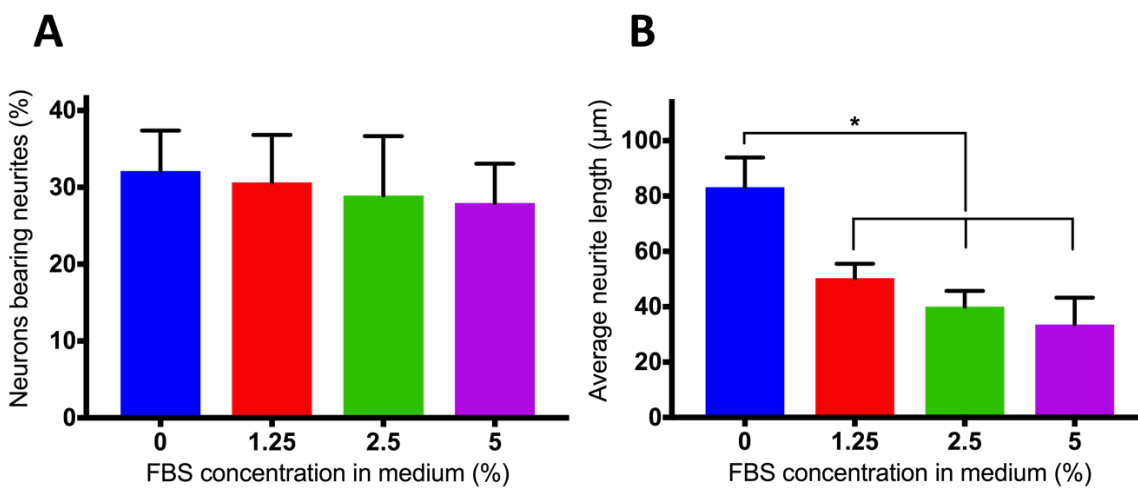 A
Neurons bearing neurites (%)
40
30
20
10
0
0 1.25 2.5 5
FBS concentration in medium (%)
B
Average neurite length (μm)
100
80
60
40
20
0
*
0 1.25 2.5 5
FBS concentration in medium (%)